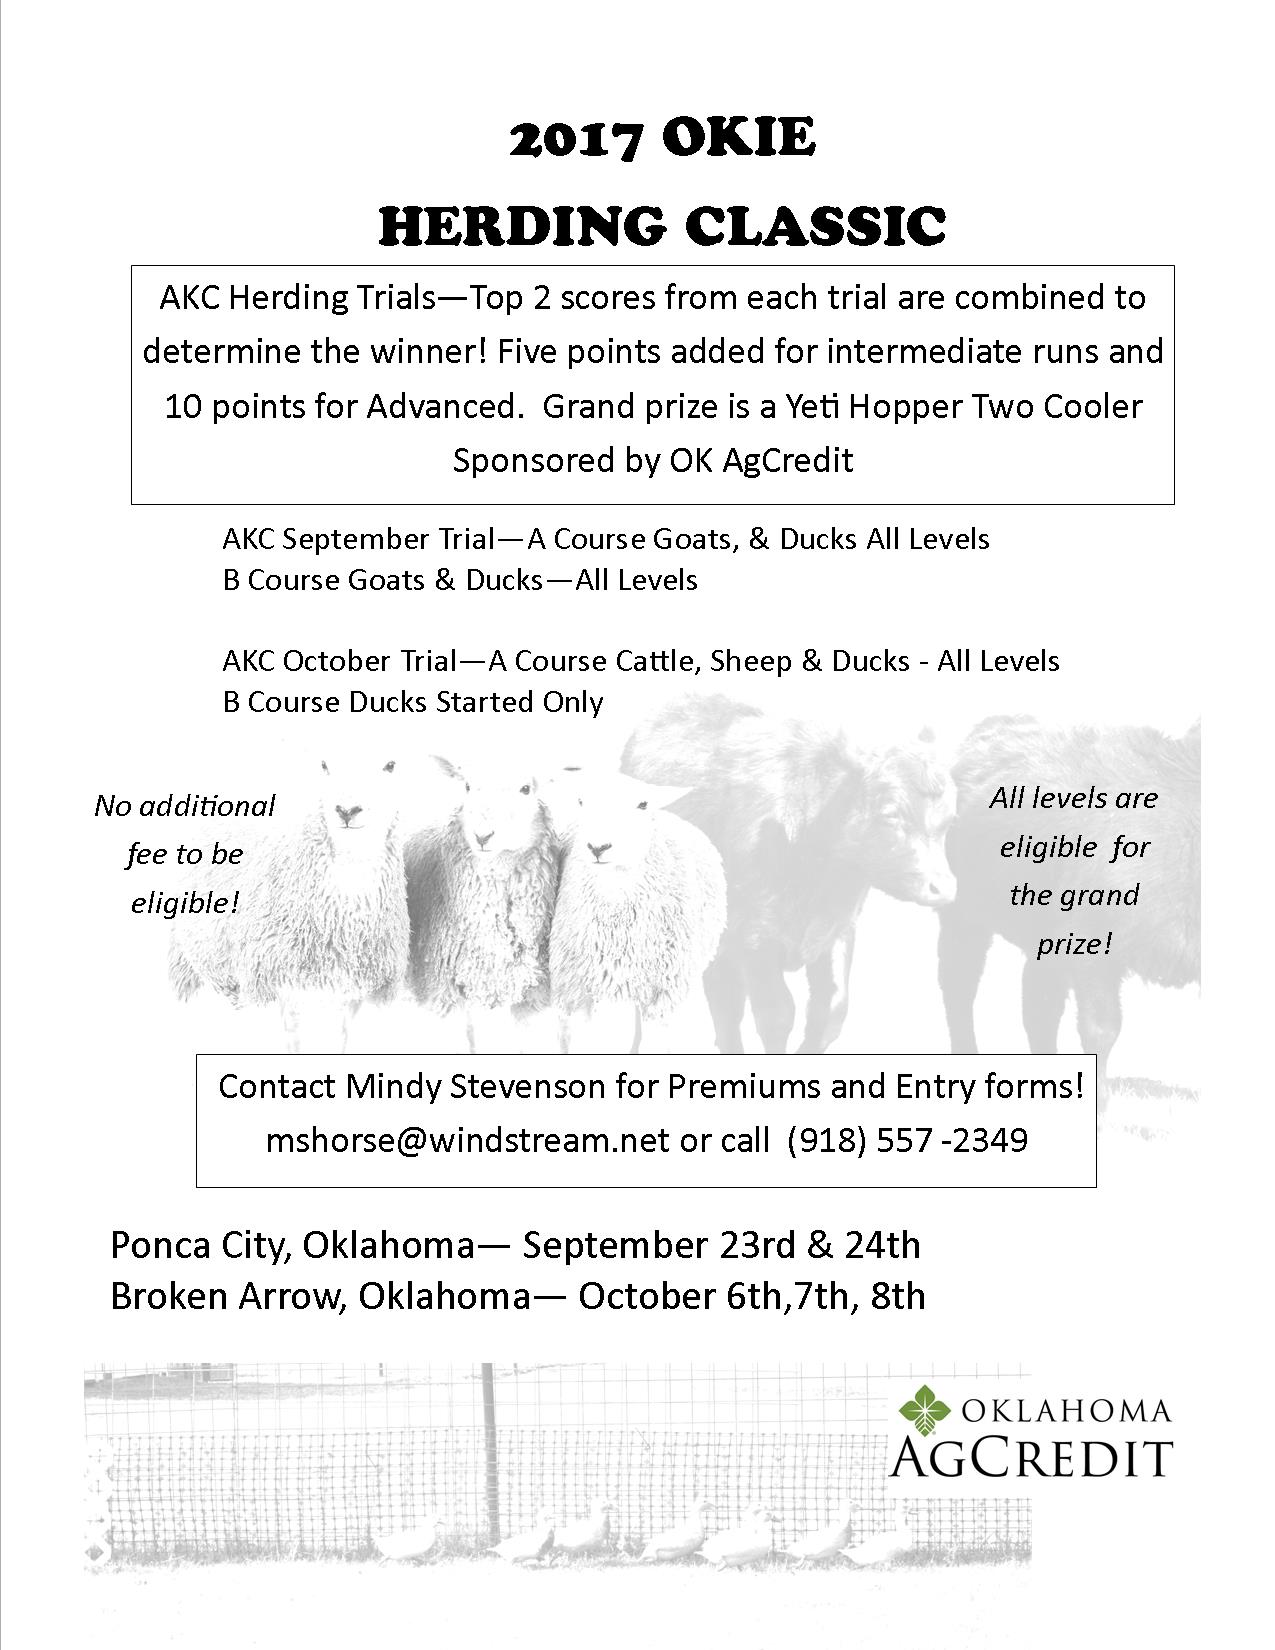 2017 OKIE
HERDING CLASSIC
AKC Herding Trials—Top 2 scores from each trial are combined to
determine the winner! Five points added for intermediate runs and
10 points for Advanced.  Grand prize is a Yeti Hopper Two Cooler
Sponsored by OK AgCredit
AKC September Trial—A Course Goats, & Ducks All Levels
B Course Goats & Ducks—All Levels
AKC October Trial—A Course Cattle, Sheep & Ducks - All Levels
B Course Ducks Started Only
No additional
fee to be
eligible!
All levels are
eligible  for
the grand
prize!
Contact Mindy Stevenson for Premiums and Entry forms!
mshorse@windstream.net or call  (918) 557 -2349
Ponca City, Oklahoma— September 23rd & 24th
Broken Arrow, Oklahoma— October 6th,7th, 8th
OKLAHOMA
AGCREDIT